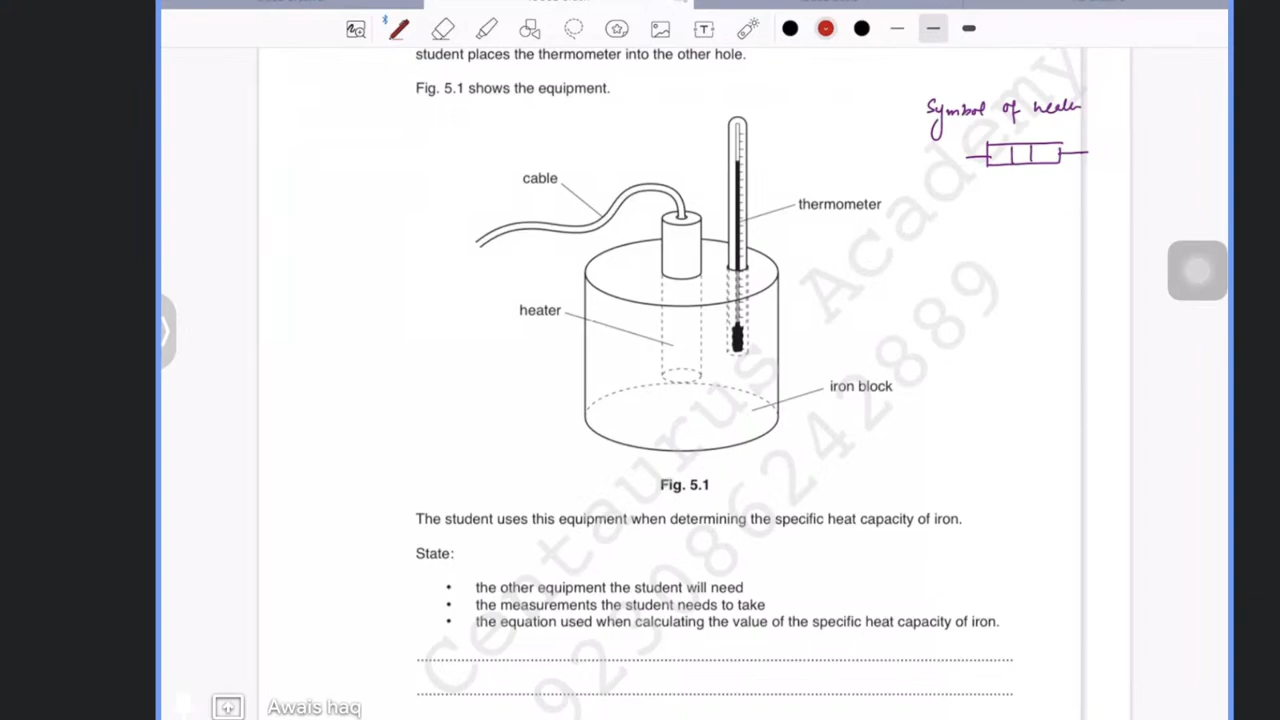 student places the thermometer into the other hole.
Fig. 5.1 shows the equipment.
Symbol of heater
cable
thermometer
heater
iron block
Fig. 5.1
The student uses this equipment when determining the specific heat capacity of iron.
State:
• the other equipment the student will need
• the measurements the student needs to take
• the equation used when calculating the value of the specific heat capacity of iron.
Centaurus Academy
923086242889
Awais haq